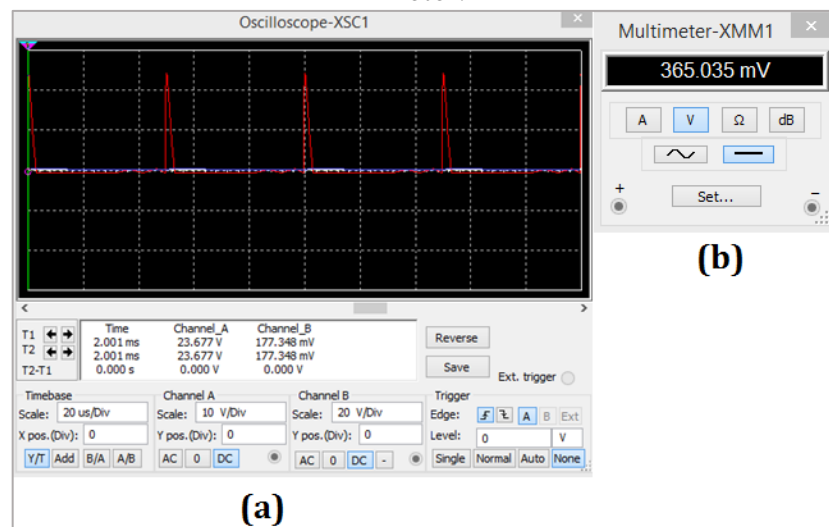 Oscilloscope-XSC1
Multimeter-XMM1
365.035 mV
A V Ω dB
+ Set... -
(b)
Time Channel_A Channel_B
T1 2.001 ms 23.677 V 177.348 mV
T2 2.001 ms 23.677 V 177.348 mV
T2-T1 0.000 s 0.000 V 0.000 V
Reverse
Save
Ext. trigger
Timebase Channel A Channel B Trigger
Scale: 20 us/Div Scale: 10 V/Div Scale: 20 V/Div Edge: A B Ext
X pos.(Div): 0 Y pos.(Div): 0 Y pos.(Div): 0 Level: 0 V
Y/T Add B/A A/B AC 0 DC AC 0 DC - Single Normal Auto None
(a)